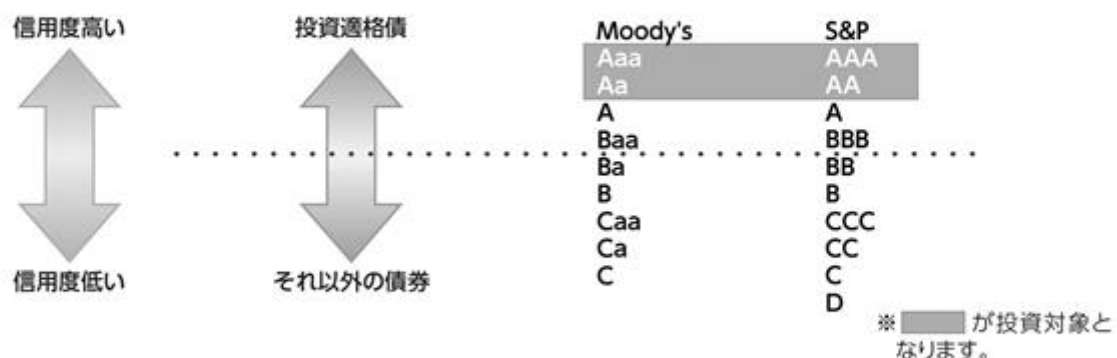 信用度高い
投資適格債
Moody's S&P
Aaa AAA
Aa AA
A A
Baa BBB
Ba BB
B B
Caa CCC
Ca CC
C C
D
信用度低い
それ以外の債券
※ が投資対象と
なります。